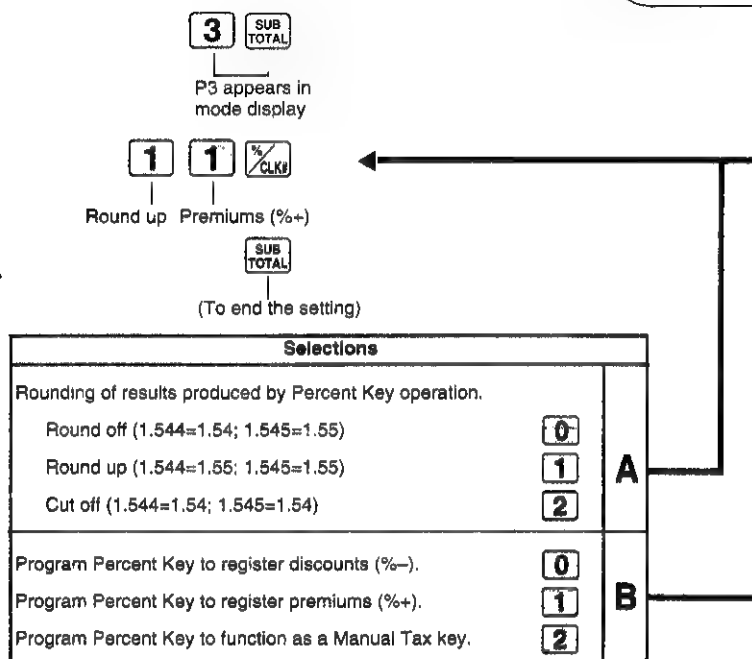 3 SUB TOTAL
P3 appears in
mode display
1 1 %/CLK#
Round up Premiums (%+)
SUB TOTAL
(To end the setting)
Selections
Rounding of results produced by Percent Key operation.
Round off (1.544=1.54; 1.545=1.55) 0
Round up (1.544=1.55; 1.545=1.55) 1
Cut off (1.544=1.54; 1.545=1.54) 2
A
Program Percent Key to register discounts (%–). 0
Program Percent Key to register premiums (%+). 1
Program Percent Key to function as a Manual Tax key. 2
B